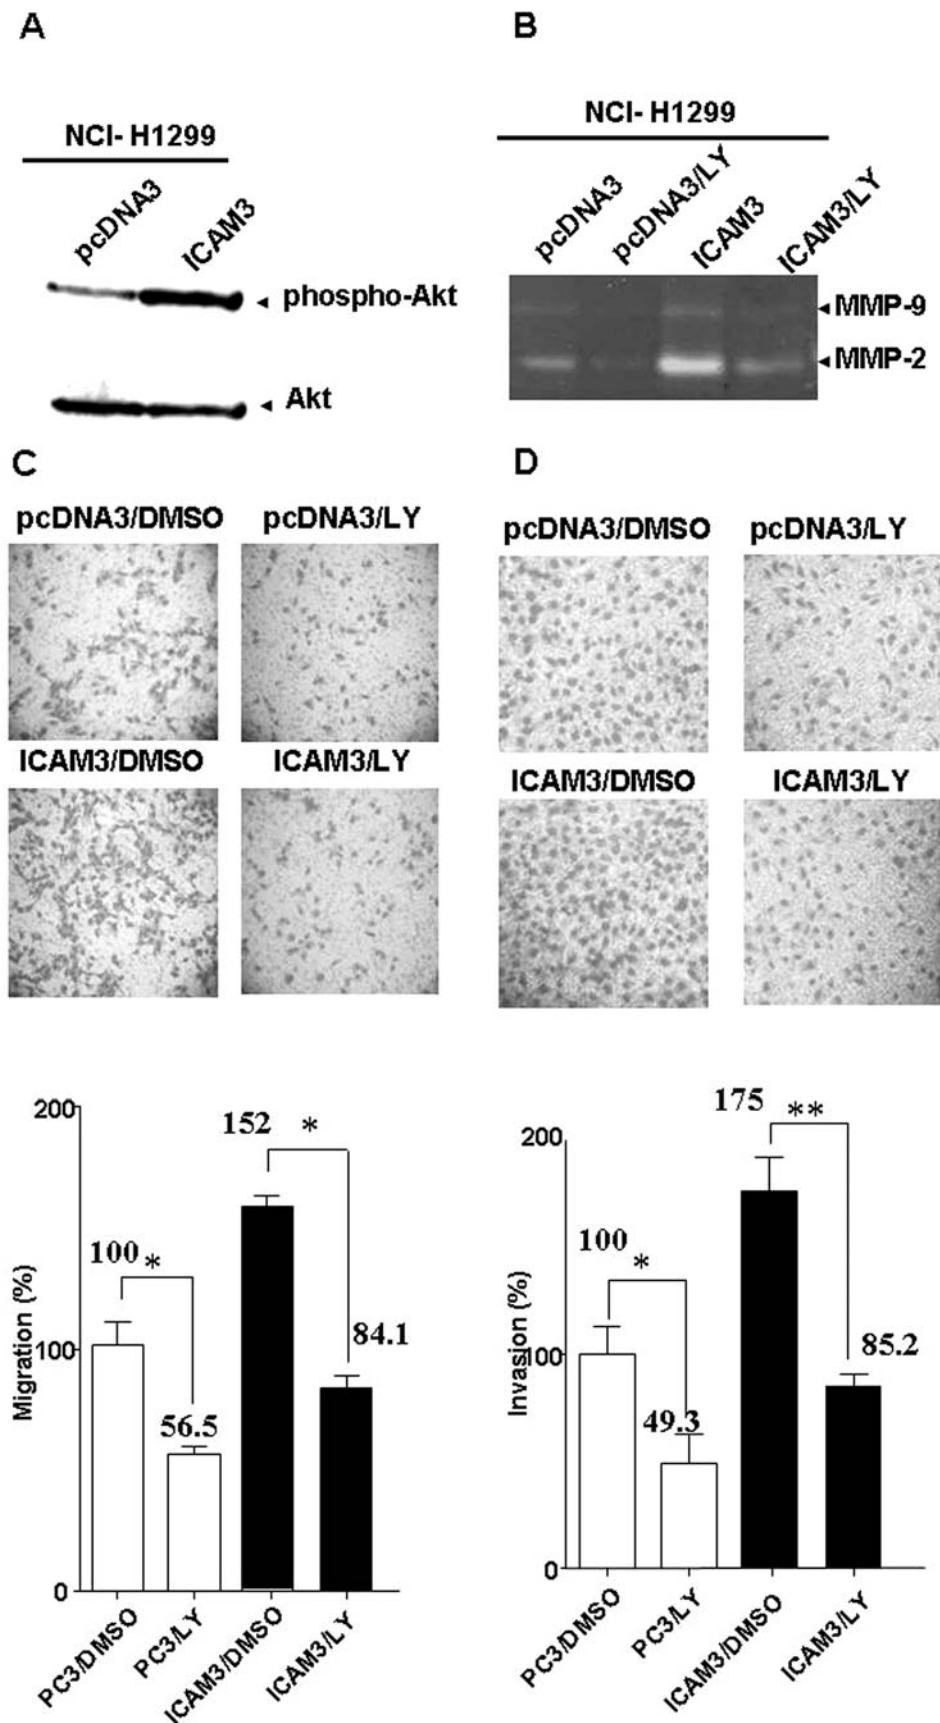 A
B
NCI- H1299
pcDNA3
ICAM3
phospho-Akt
Akt
NCI- H1299
pcDNA3
pcDNA3/LY
ICAM3
ICAM3/LY
MMP-9
MMP-2
C
D
pcDNA3/DMSO
pcDNA3/LY
ICAM3/DMSO
ICAM3/LY
pcDNA3/DMSO
pcDNA3/LY
ICAM3/DMSO
ICAM3/LY
Migration (%)
200
100
0
100
*
56.5
152
*
84.1
PC3/DMSO
PC3/LY
ICAM3/DMSO
ICAM3/LY
Invasion (%)
200
100
0
100
*
49.3
175
**
85.2
PC3/DMSO
PC3/LY
ICAM3/DMSO
ICAM3/LY